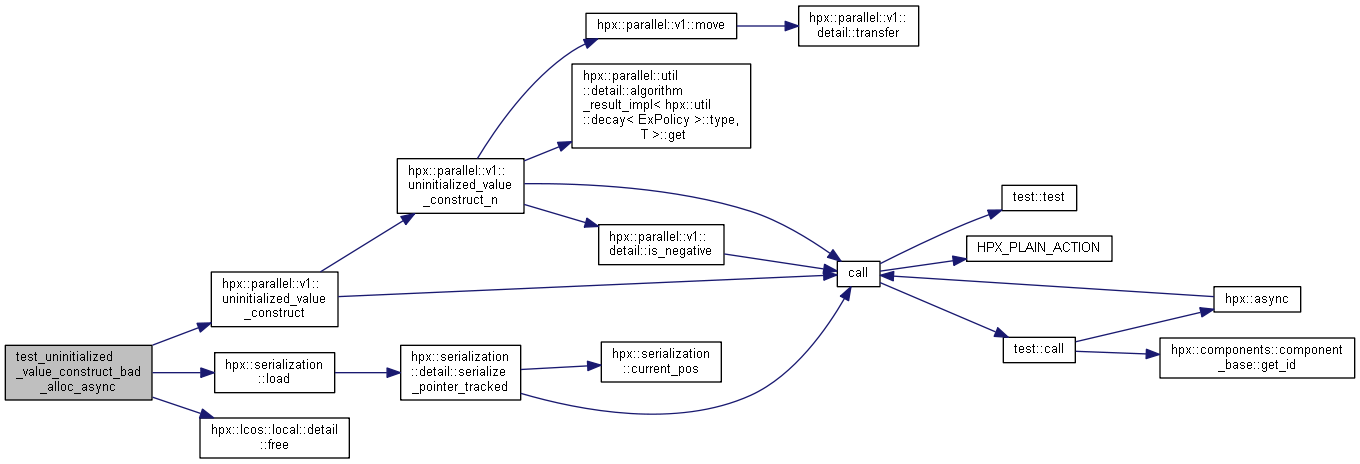 hpx::parallel::v1::move
hpx::parallel::v1::
detail::transfer
hpx::parallel::util
::detail::algorithm
_result_impl< hpx::util
::decay< ExPolicy >::type,
T >::get
hpx::parallel::v1::
uninitialized_value
_construct_n
test::test
hpx::parallel::v1::
detail::is_negative
HPX_PLAIN_ACTION
call
hpx::parallel::v1::
uninitialized_value
_construct
hpx::async
test_uninitialized
_value_construct_bad
_alloc_async
hpx::serialization
::load
hpx::serialization
::detail::serialize
_pointer_tracked
hpx::serialization
::current_pos
test::call
hpx::components::component
_base::get_id
hpx::lcos::local::detail
::free